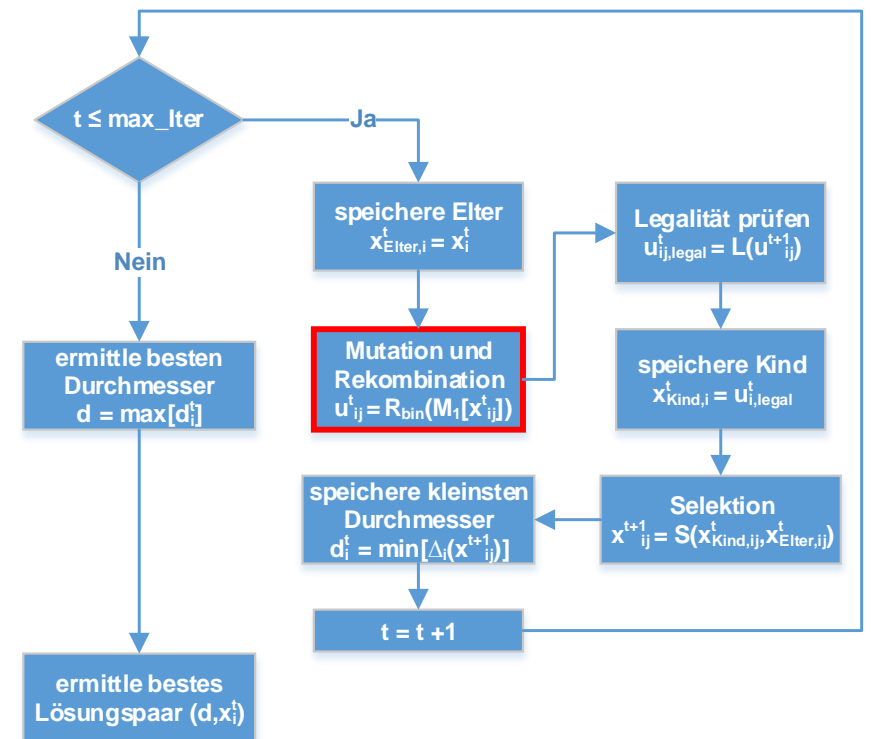 t ≤ max_Iter
Ja
Nein
speichere Elter
x^t_Elter,i = x^t_i
Mutation und
Rekombination
u^t_ij = R_bin(M_1[x^t_ij])
Legalität prüfen
u^t_ij,legal = L(u^t+1_ij)
speichere Kind
x^t_Kind,i = u^t_i,legal
Selektion
x^t+1_ij = S(x^t_Kind,ij,x^t_Elter,ij)
speichere kleinsten
Durchmesser
d^t_i = min[Δ_i(x^t+1_ij)]
t = t +1
ermittle besten
Durchmesser
d = max[d^t_i]
ermittle bestes
Lösungspaar (d,x^t_i)